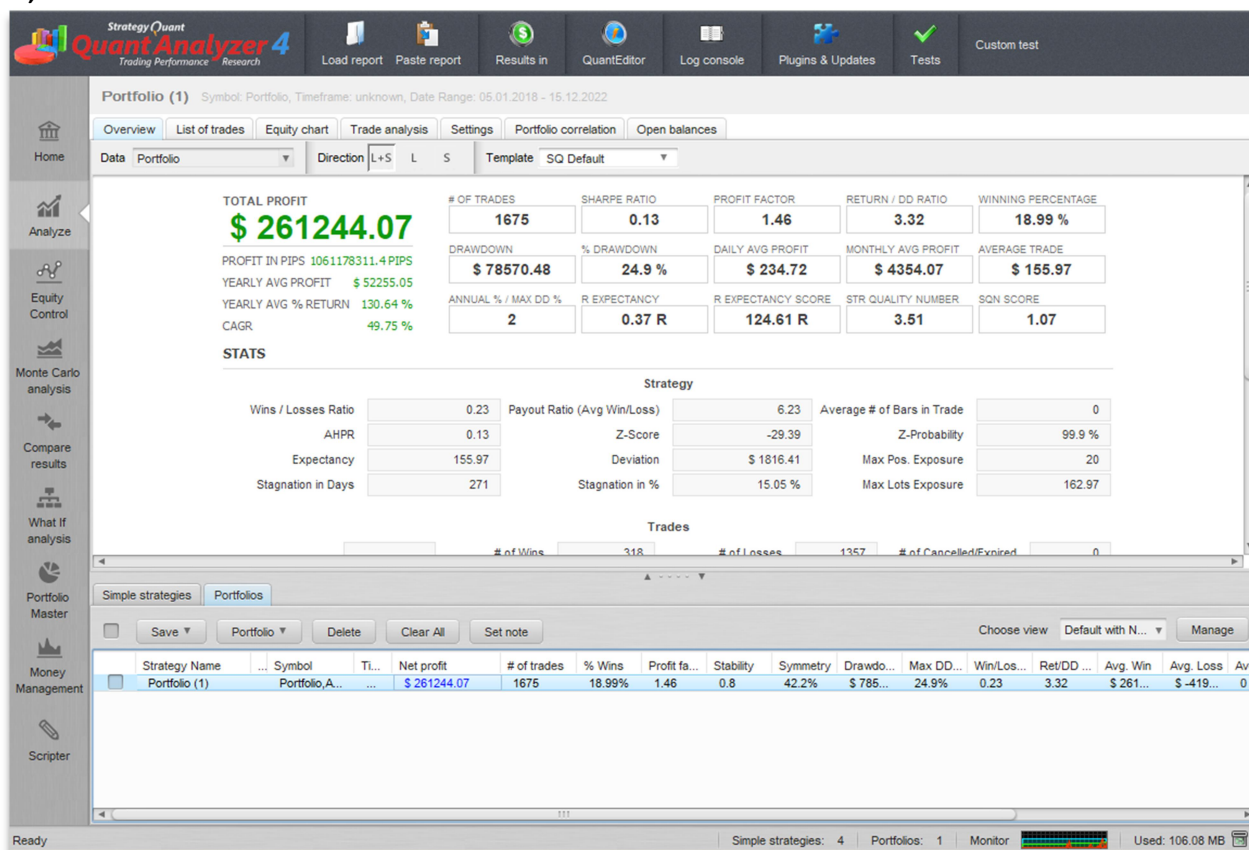 StrategyQuant
QuantAnalyzer 4
Trading Performance Research
Load report Paste report Results in QuantEditor Log console Plugins & Updates Tests Custom test
Portfolio (1) Symbol: Portfolio, Timeframe: unknown, Date Range: 05.01.2018 - 15.12.2022
Overview List of trades Equity chart Trade analysis Settings Portfolio correlation Open balances
Data Portfolio Direction L+S L S Template SQ Default
Home
Analyze
Equity
Control
Monte Carlo
analysis
Compare
results
What If
analysis
Portfolio
Master
Money
Management
Scripter
TOTAL PROFIT
$ 261244.07
PROFIT IN PIPS 1061178311.4 PIPS
YEARLY AVG PROFIT $ 52255.05
YEARLY AVG % RETURN 130.64 %
CAGR 49.75 %
# OF TRADES SHARPE RATIO PROFIT FACTOR RETURN / DD RATIO WINNING PERCENTAGE
1675 0.13 1.46 3.32 18.99 %
DRAWDOWN % DRAWDOWN DAILY AVG PROFIT MONTHLY AVG PROFIT AVERAGE TRADE
$ 78570.48 24.9 % $ 234.72 $ 4354.07 $ 155.97
ANNUAL % / MAX DD % R EXPECTANCY R EXPECTANCY SCORE STR QUALITY NUMBER SQN SCORE
2 0.37 R 124.61 R 3.51 1.07
STATS
Strategy
Wins / Losses Ratio 0.23 Payout Ratio (Avg Win/Loss) 6.23 Average # of Bars in Trade 0
AHPR 0.13 Z-Score -29.39 Z-Probability 99.9 %
Expectancy 155.97 Deviation $ 1816.41 Max Pos. Exposure 20
Stagnation in Days 271 Stagnation in % 15.05 % Max Lots Exposure 162.97
Trades
# of Wins 318 # of Losses 1357 # of Cancelled/Expired 0
Simple strategies Portfolios
Save Portfolio Delete Clear All Set note Choose view Default with N... Manage
Strategy Name ... Symbol Ti... Net profit # of trades % Wins Profit fa... Stability Symmetry Drawdo... Max DD... Win/Los... Ret/DD ... Avg. Win Avg. Loss Av
Portfolio (1) Portfolio,A... ... $ 261244.07 1675 18.99% 1.46 0.8 42.2% $ 785... 24.9% 0.23 3.32 $ 261... $ -419... 0
Ready Simple strategies: 4 Portfolios: 1 Monitor Used: 106.08 MB